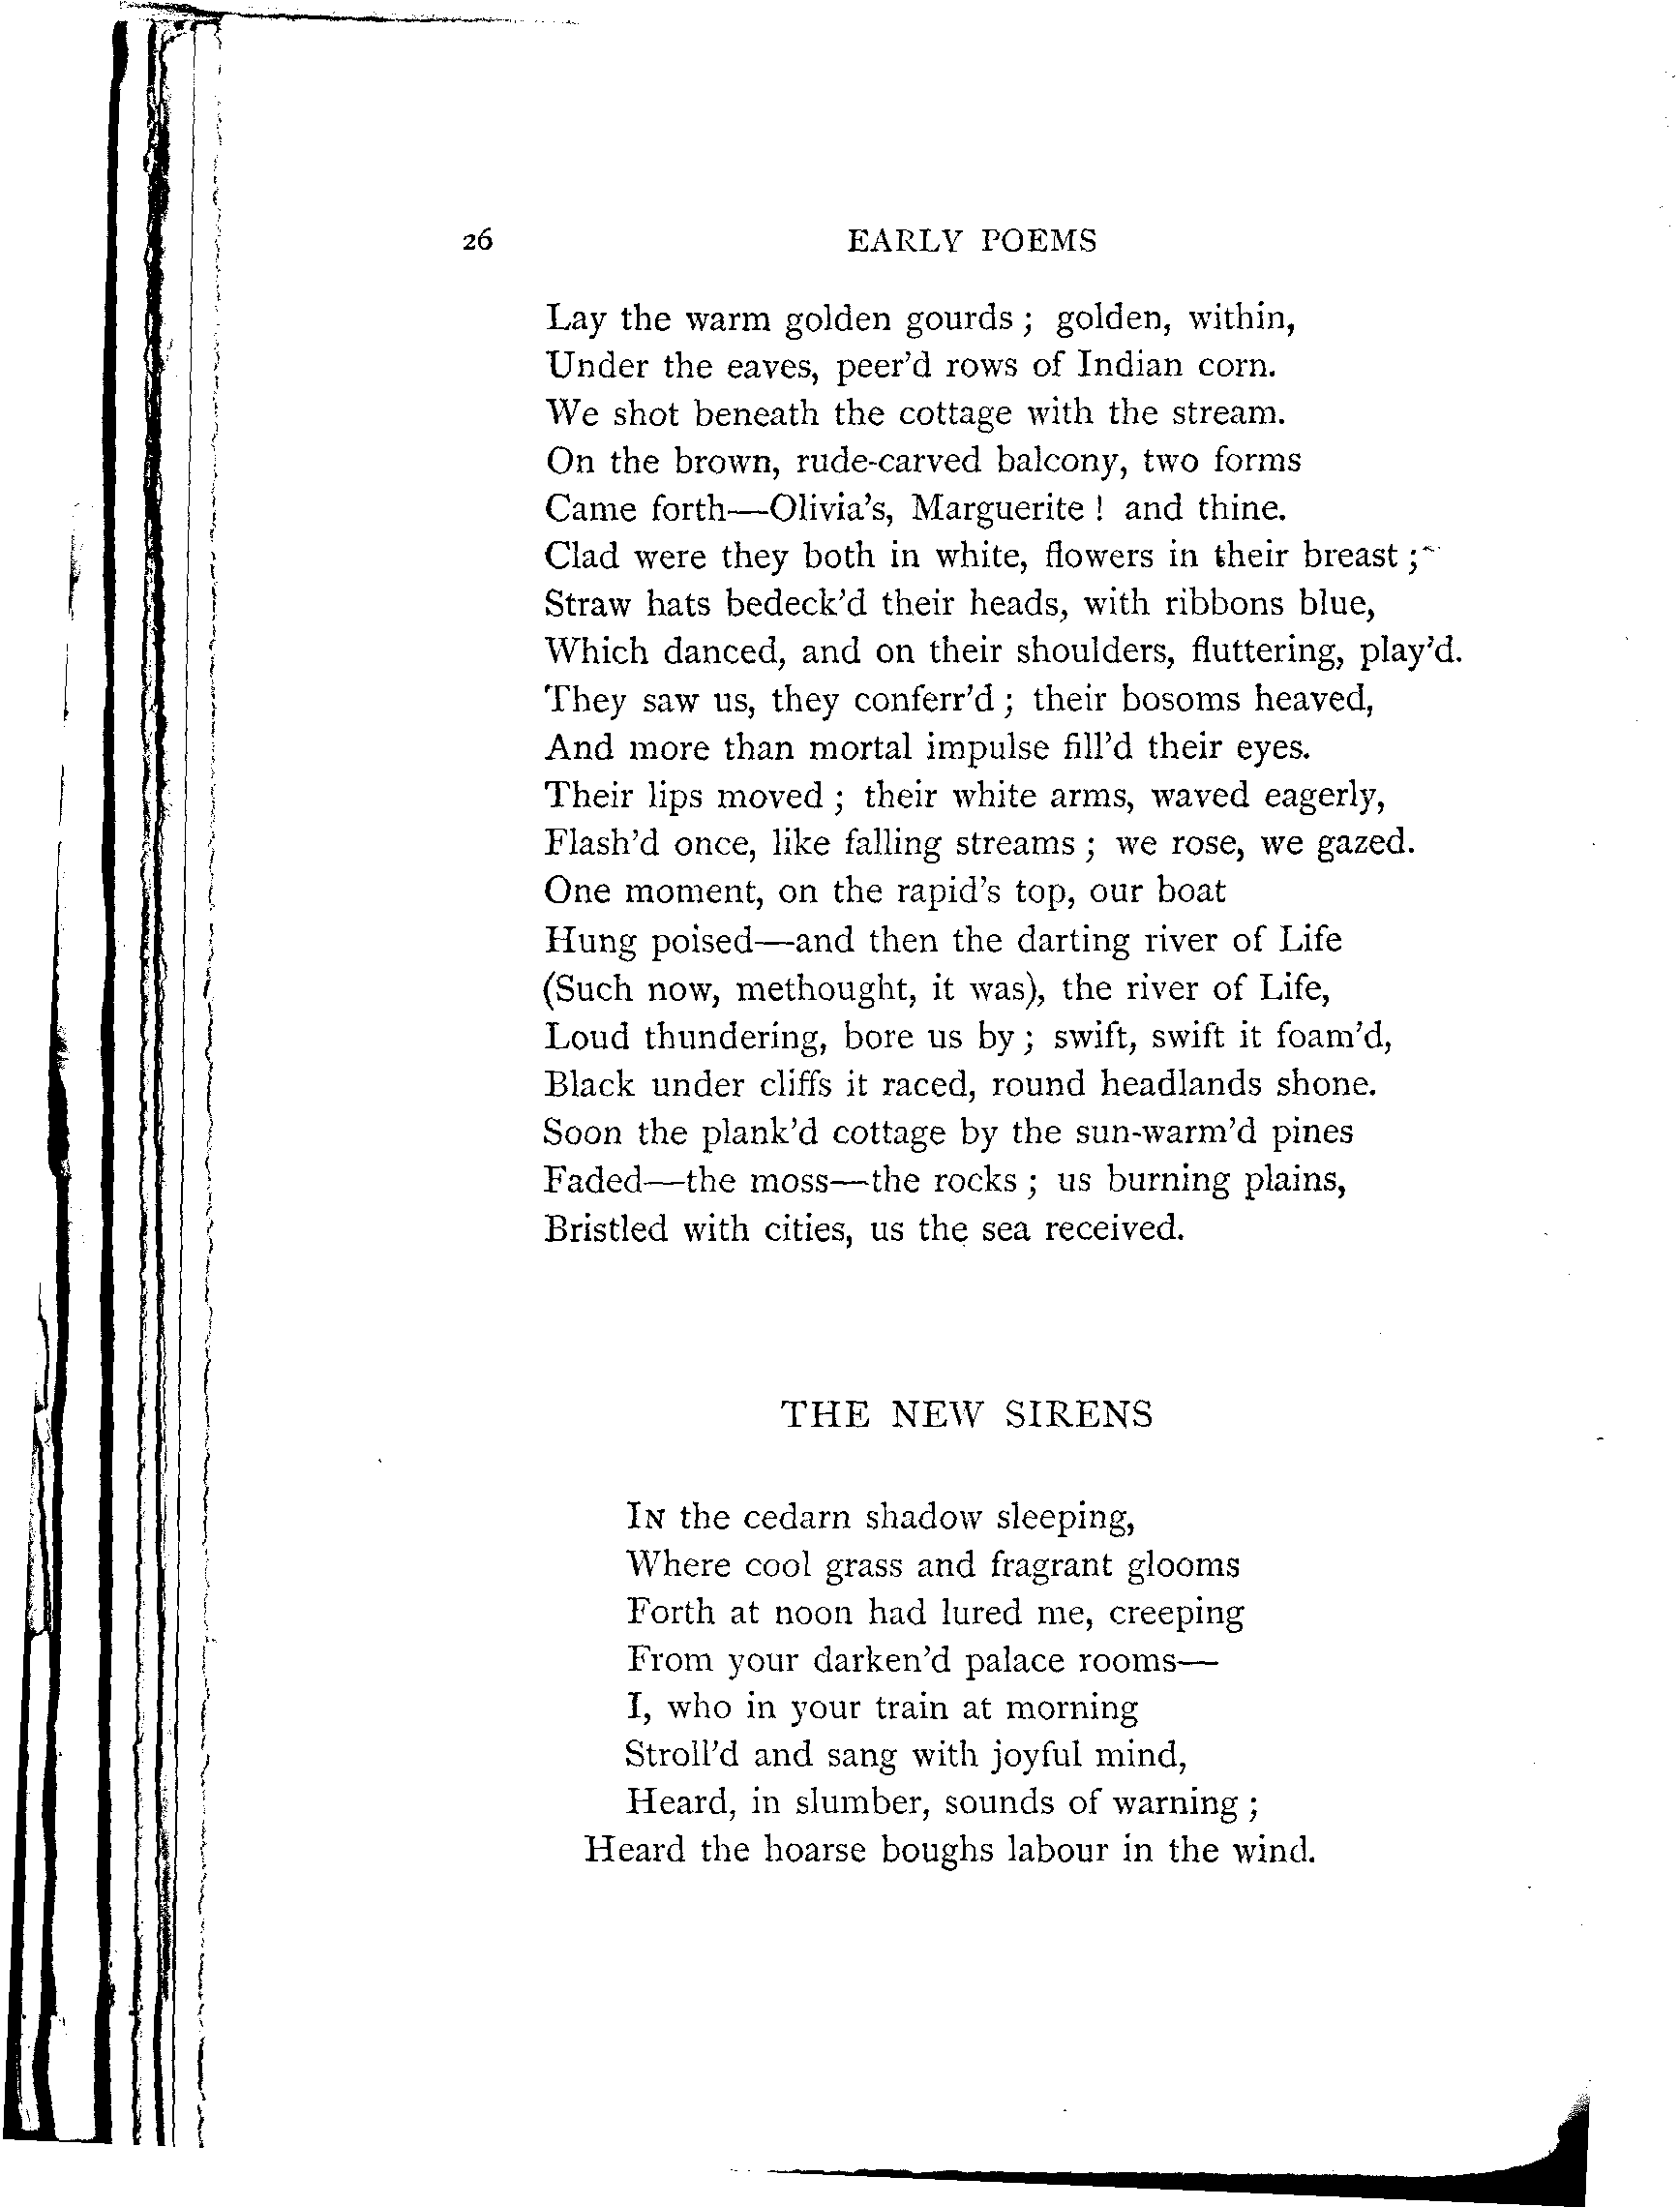 26 EARLY POEMS
Lay the warm golden gourds ; golden, within,
Under the eaves, peer'd rows of Indian corn.
We shot beneath the cottage with the stream.
On the brown, rude-carved balcony, two forms
Came forth—Olivia's, Marguerite ! and thine.
Clad were they both in white, flowers in their breast ;
Straw hats bedeck'd their heads, with ribbons blue,
Which danced, and on their shoulders, fluttering, play'd.
They saw us, they conferr'd ; their bosoms heaved,
And more than mortal impulse fill'd their eyes.
Their lips moved ; their white arms, waved eagerly,
Flash'd once, like falling streams ; we rose, we gazed.
One moment, on the rapid's top, our boat
Hung poised—and then the darting river of Life
(Such now, methought, it was), the river of Life,
Loud thundering, bore us by ; swift, swift it foam'd,
Black under cliffs it raced, round headlands shone.
Soon the plank'd cottage by the sun-warm'd pines
Faded—the moss—the rocks ; us burning plains,
Bristled with cities, us the sea received.
THE NEW SIRENS
IN the cedarn shadow sleeping,
Where cool grass and fragrant glooms
Forth at noon had lured me, creeping
From your darken'd palace rooms—
I, who in your train at morning
Stroll'd and sang with joyful mind,
Heard, in slumber, sounds of warning ;
Heard the hoarse boughs labour in the wind.